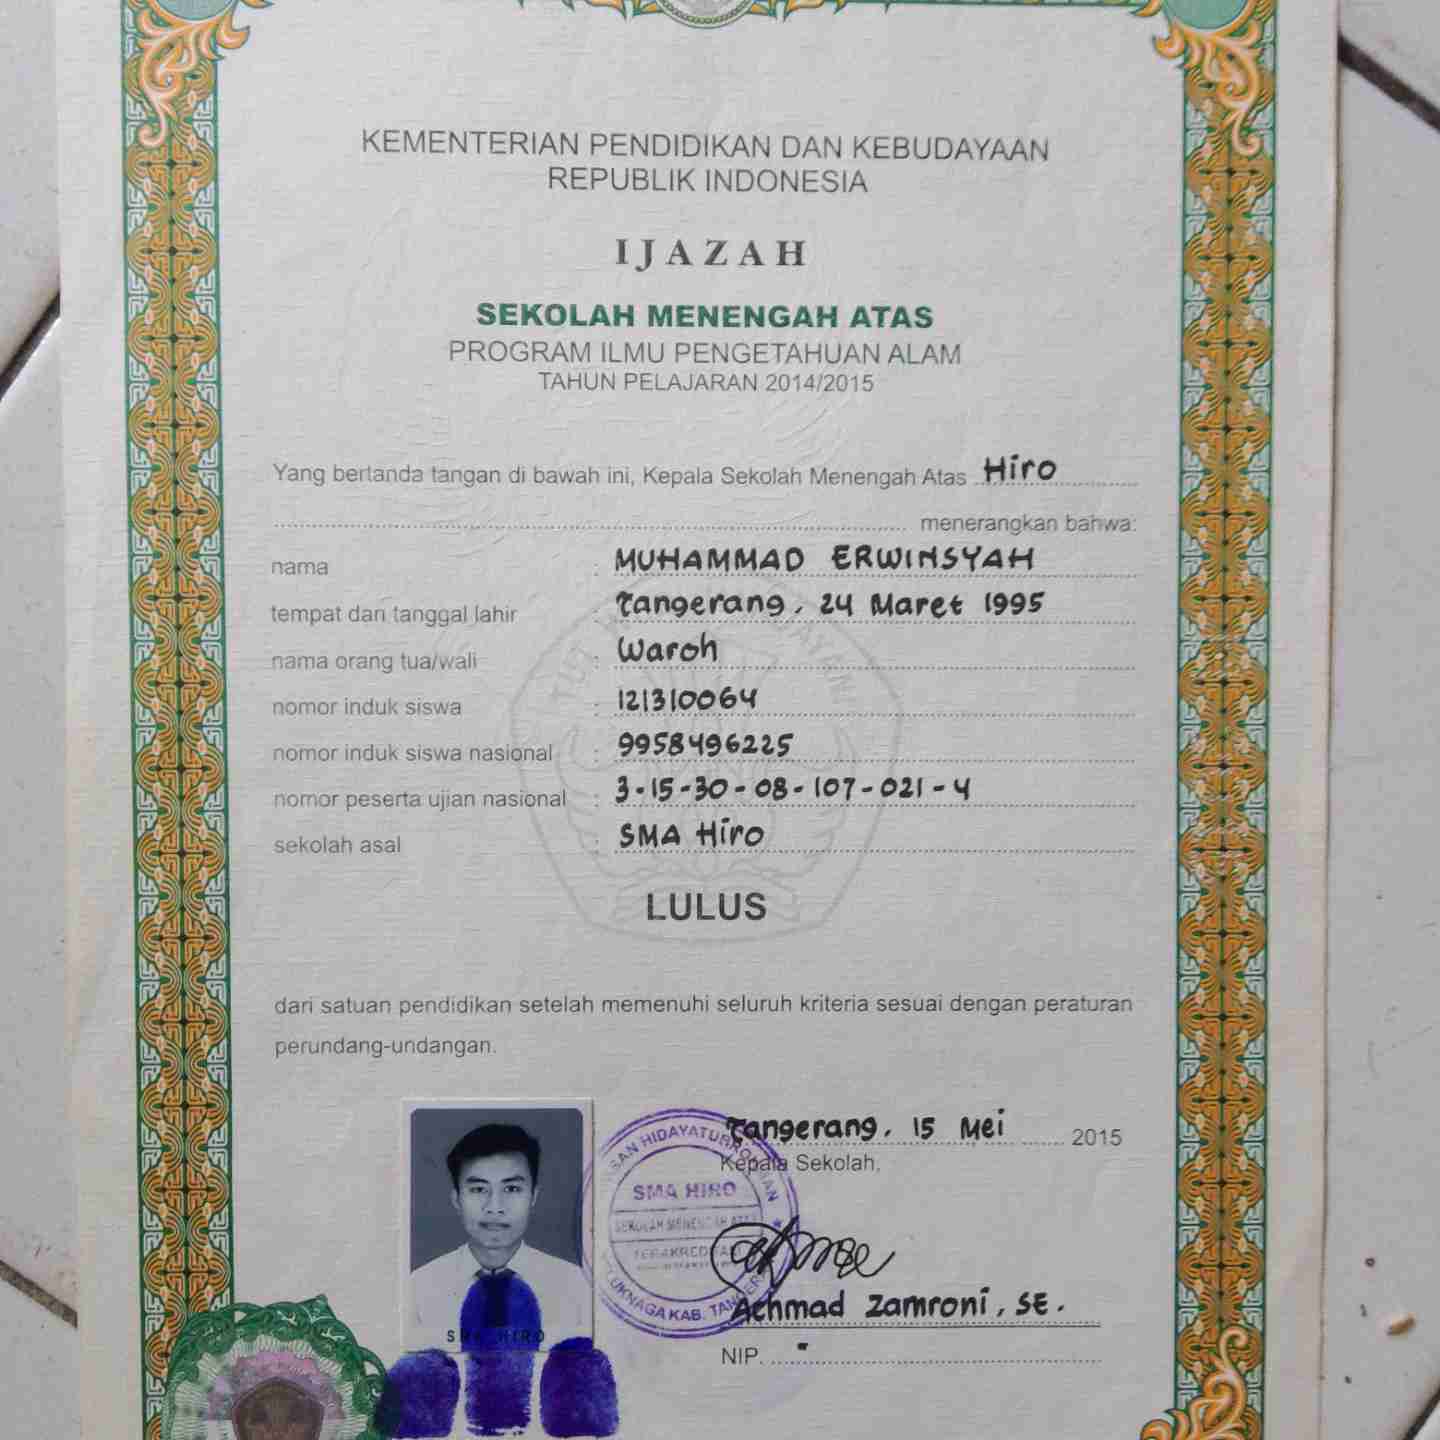 KEMENTERIAN PENDIDIKAN DAN KEBUDAYAAN
REPUBLIK INDONESIA
IJAZAH
SEKOLAH MENENGAH ATAS
PROGRAM ILMU PENGETAHUAN ALAM
TAHUN PELAJARAN 2014/2015
Yang bertanda tangan di bawah ini, Kepala Sekolah Menengah Atas Hiro
menerangkan bahwa:
nama : MUHAMMAD ERWINSYAH
tempat dan tanggal lahir : Tangerang, 24 Maret 1995
nama orang tua/wali : Waroh
nomor induk siswa : 121310064
nomor induk siswa nasional : 9958496225
nomor peserta ujian nasional : 3-15-30-08-107-021-4
sekolah asal : SMA Hiro
LULUS
dari satuan pendidikan setelah memenuhi seluruh kriteria sesuai dengan peraturan
perundang-undangan.
Tangerang, 15 Mei 2015
Kepala Sekolah,
SMA HIRO
SEKOLAH MENENGAH ATAS
TERAKREDITASI
KAB. TANGERANG
Achmad Zamroni, SE.
SMA HIRO
NIP. -